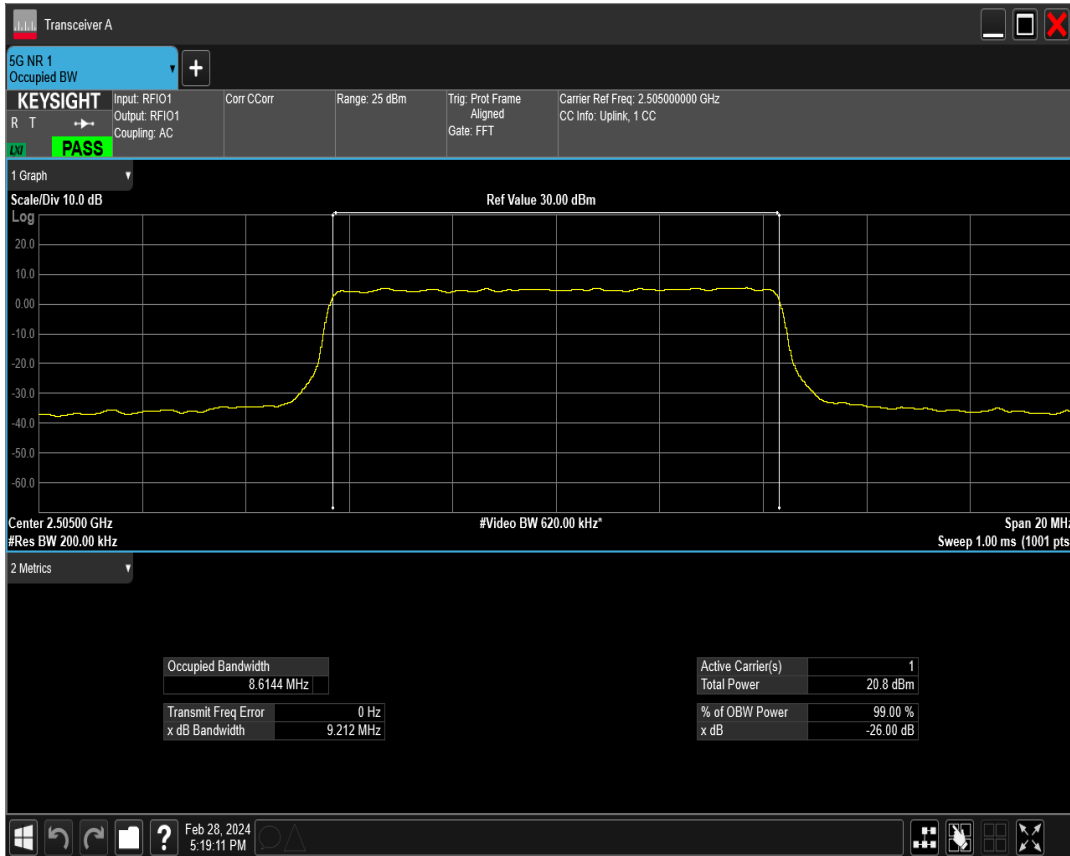 Transceiver A
5G NR 1
Occupied BW
+
KEYSIGHT
R T
LXI
PASS
Input: RFIO1
Output: RFIO1
Coupling: AC
Corr CCorr
Range: 25 dBm
Trig: Prot Frame
Aligned
Gate: FFT
Carrier Ref Freq: 2.505000000 GHz
CC Info: Uplink, 1 CC
1 Graph
Scale/Div 10.0 dB
Ref Value 30.00 dBm
Log
20.0
10.0
0.00
-10.0
-20.0
-30.0
-40.0
-50.0
-60.0
Center 2.50500 GHz
#Video BW 620.00 kHz*
Span 20 MHz
#Res BW 200.00 kHz
Sweep 1.00 ms (1001 pts
2 Metrics
Occupied Bandwidth
8.6144 MHz
Transmit Freq Error 0 Hz
x dB Bandwidth 9.212 MHz
Active Carrier(s) 1
Total Power 20.8 dBm
% of OBW Power 99.00 %
x dB -26.00 dB
?
Feb 28, 2024
5:19:11 PM